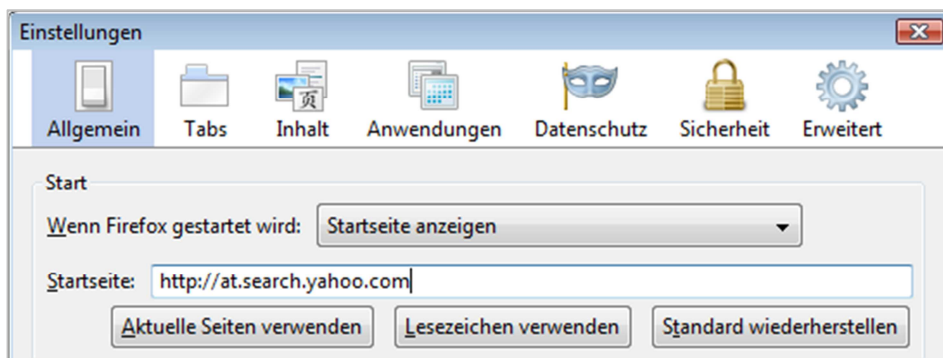 Einstellungen
Allgemein Tabs Inhalt Anwendungen Datenschutz Sicherheit Erweitert
Start
Wenn Firefox gestartet wird: Startseite anzeigen
Startseite: http://at.search.yahoo.com
Aktuelle Seiten verwenden Lesezeichen verwenden Standard wiederherstellen